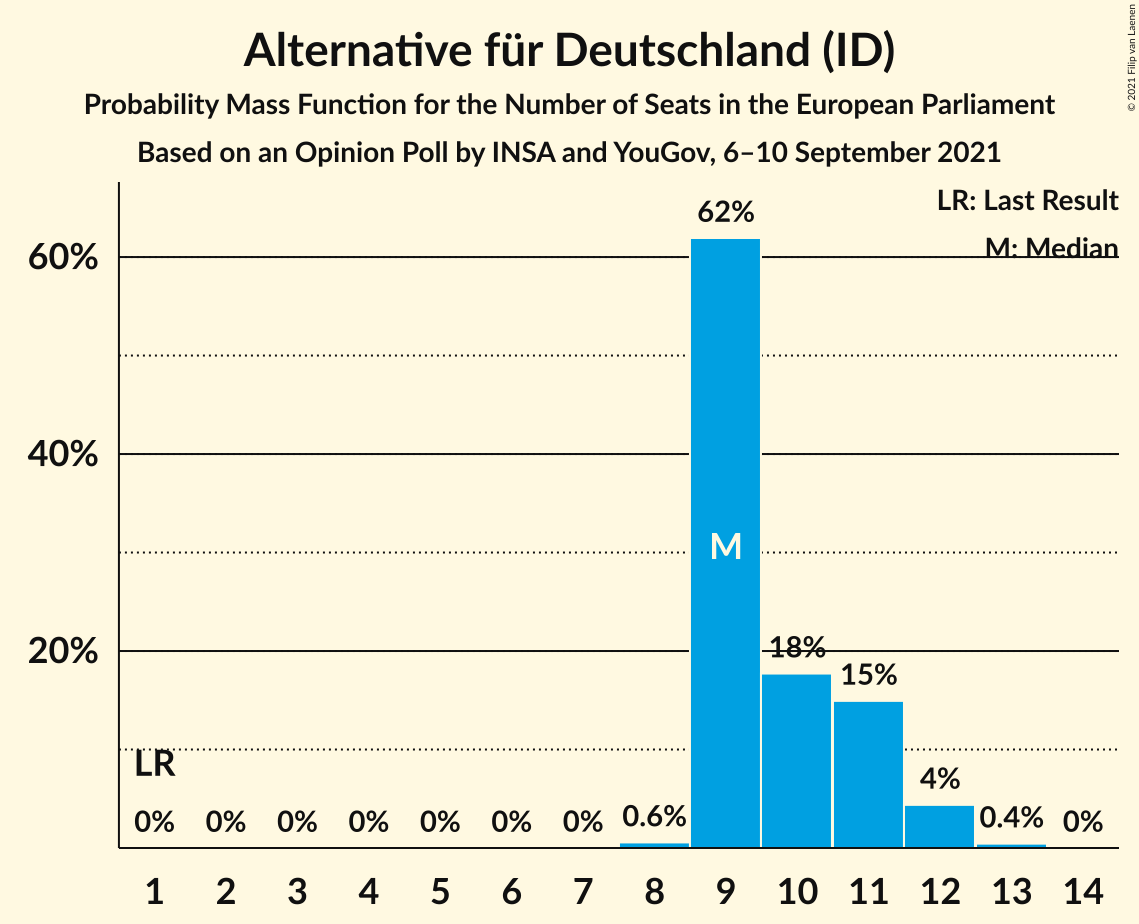 Alternative für Deutschland (ID)
Probability Mass Function for the Number of Seats in the European Parliament
Based on an Opinion Poll by INSA and YouGov, 6–10 September 2021
© 2021 Filip van Laenen
LR: Last Result
M: Median
62%
60%
40%
M
20%
18%
15%
LR
4%
0% 0% 0% 0% 0% 0% 0% 0.6% 0.4% 0%
1 2 3 4 5 6 7 8 9 10 11 12 13 14